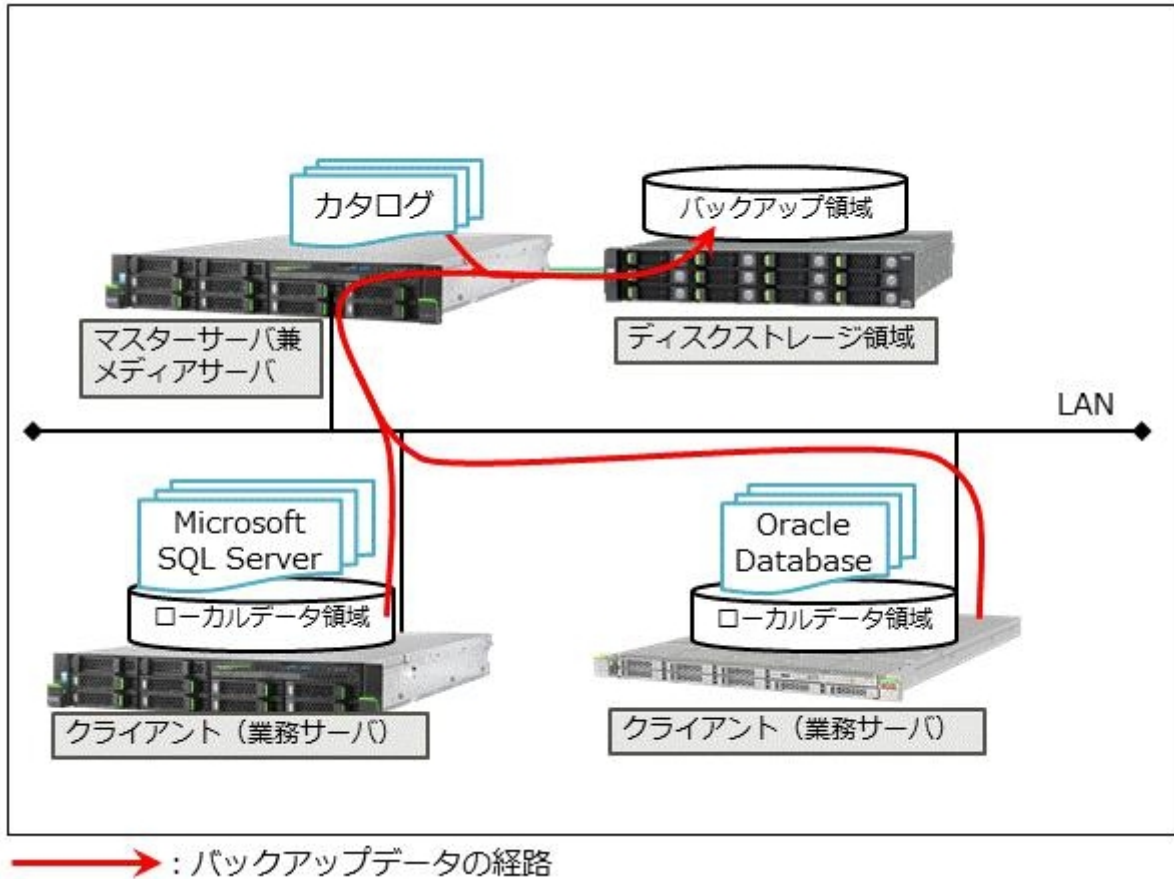 カタログ
バックアップ領域
マスターサーバ兼
メディアサーバ
ディスクストレージ領域
LAN
Microsoft
SQL Server
ローカルデータ領域
Oracle
Database
ローカルデータ領域
クライアント（業務サーバ）
クライアント（業務サーバ）
：バックアップデータの経路